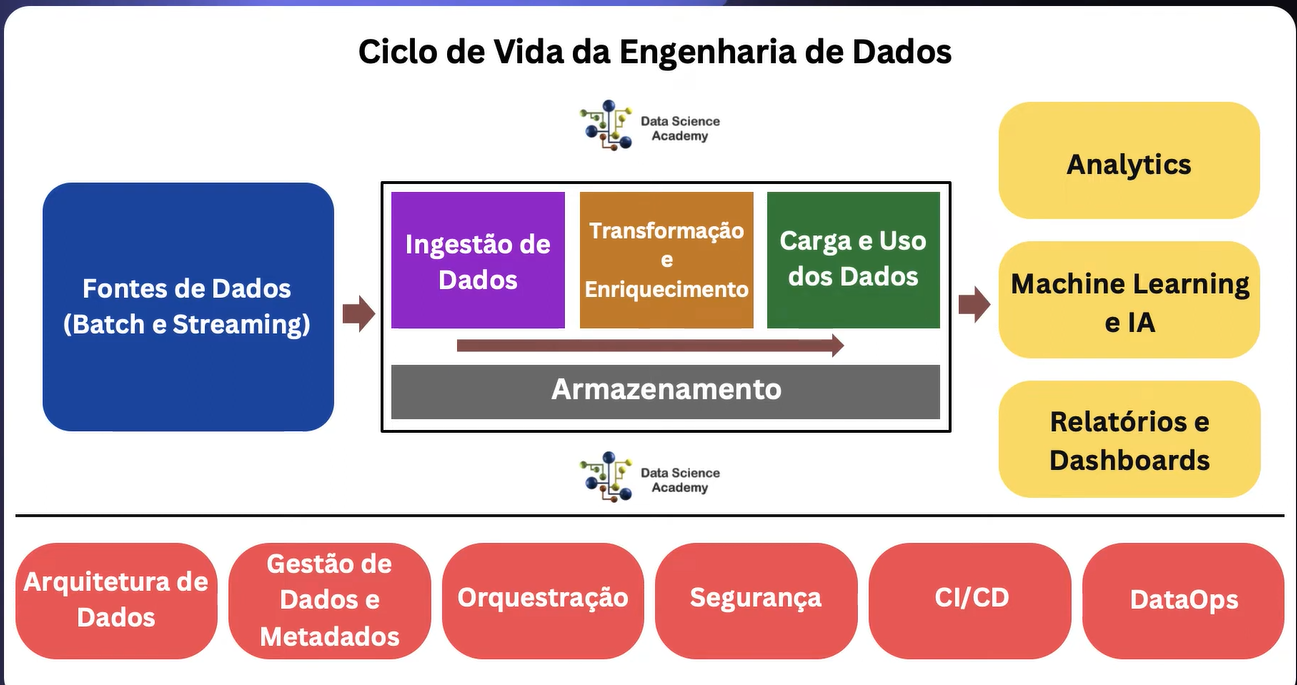 Ciclo de Vida da Engenharia de Dados
Data Science
Academy
Fontes de Dados
(Batch e Streaming)
Ingestão de
Dados
Transformação
e
Enriquecimento
Carga e Uso
dos Dados
Armazenamento
Analytics
Machine Learning
e IA
Relatórios e
Dashboards
Data Science
Academy
Arquitetura de
Dados
Gestão de
Dados e
Metadados
Orquestração
Segurança
CI/CD
DataOps